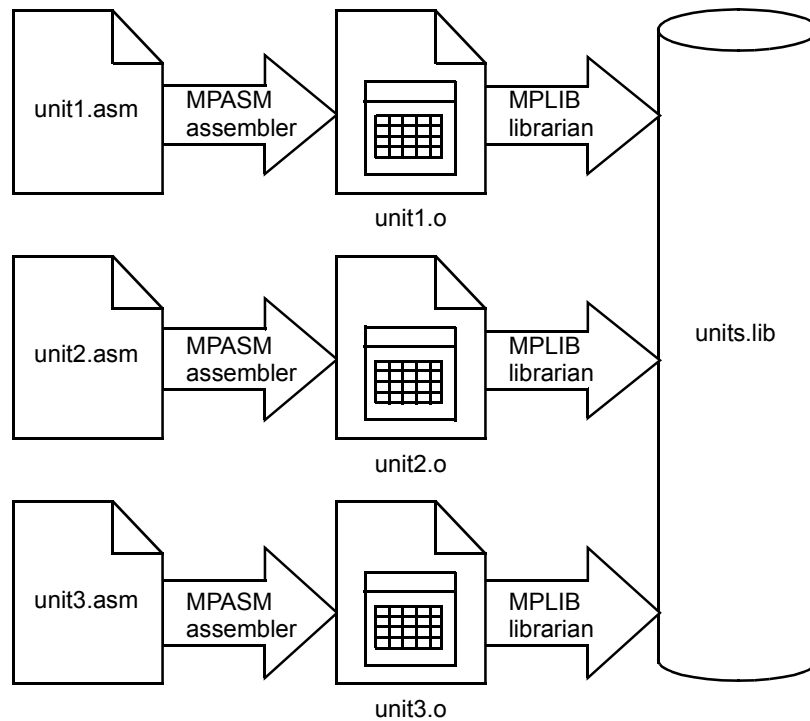 unit1.asm
MPASM
assembler
unit1.o
MPLIB
librarian
unit2.asm
MPASM
assembler
unit2.o
MPLIB
librarian
units.lib
unit3.asm
MPASM
assembler
unit3.o
MPLIB
librarian